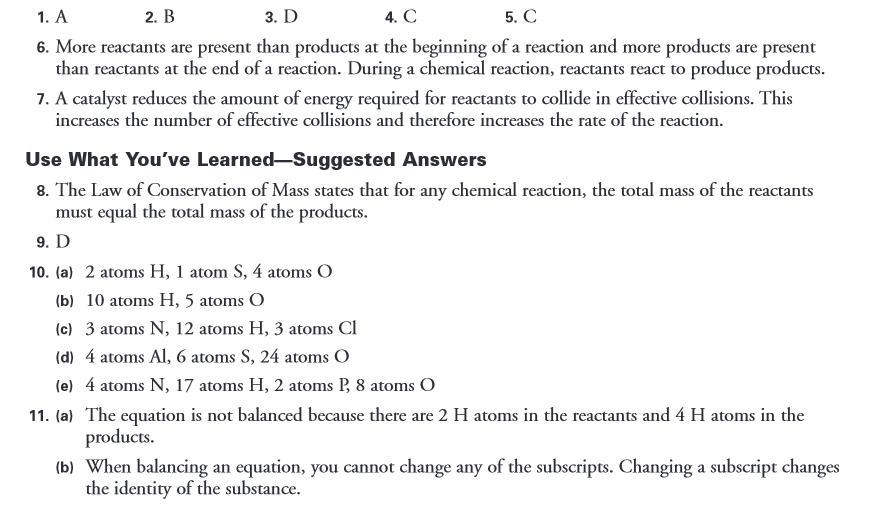 1. A 2. B 3. D 4. C 5. C
6. More reactants are present than products at the beginning of a reaction and more products are present
than reactants at the end of a reaction. During a chemical reaction, reactants react to produce products.
7. A catalyst reduces the amount of energy required for reactants to collide in effective collisions. This
increases the number of effective collisions and therefore increases the rate of the reaction.
Use What You've Learned—Suggested Answers
8. The Law of Conservation of Mass states that for any chemical reaction, the total mass of the reactants
must equal the total mass of the products.
9. D
10. (a) 2 atoms H, 1 atom S, 4 atoms O
(b) 10 atoms H, 5 atoms O
(c) 3 atoms N, 12 atoms H, 3 atoms Cl
(d) 4 atoms Al, 6 atoms S, 24 atoms O
(e) 4 atoms N, 17 atoms H, 2 atoms P, 8 atoms O
11. (a) The equation is not balanced because there are 2 H atoms in the reactants and 4 H atoms in the
products.
(b) When balancing an equation, you cannot change any of the subscripts. Changing a subscript changes
the identity of the substance.